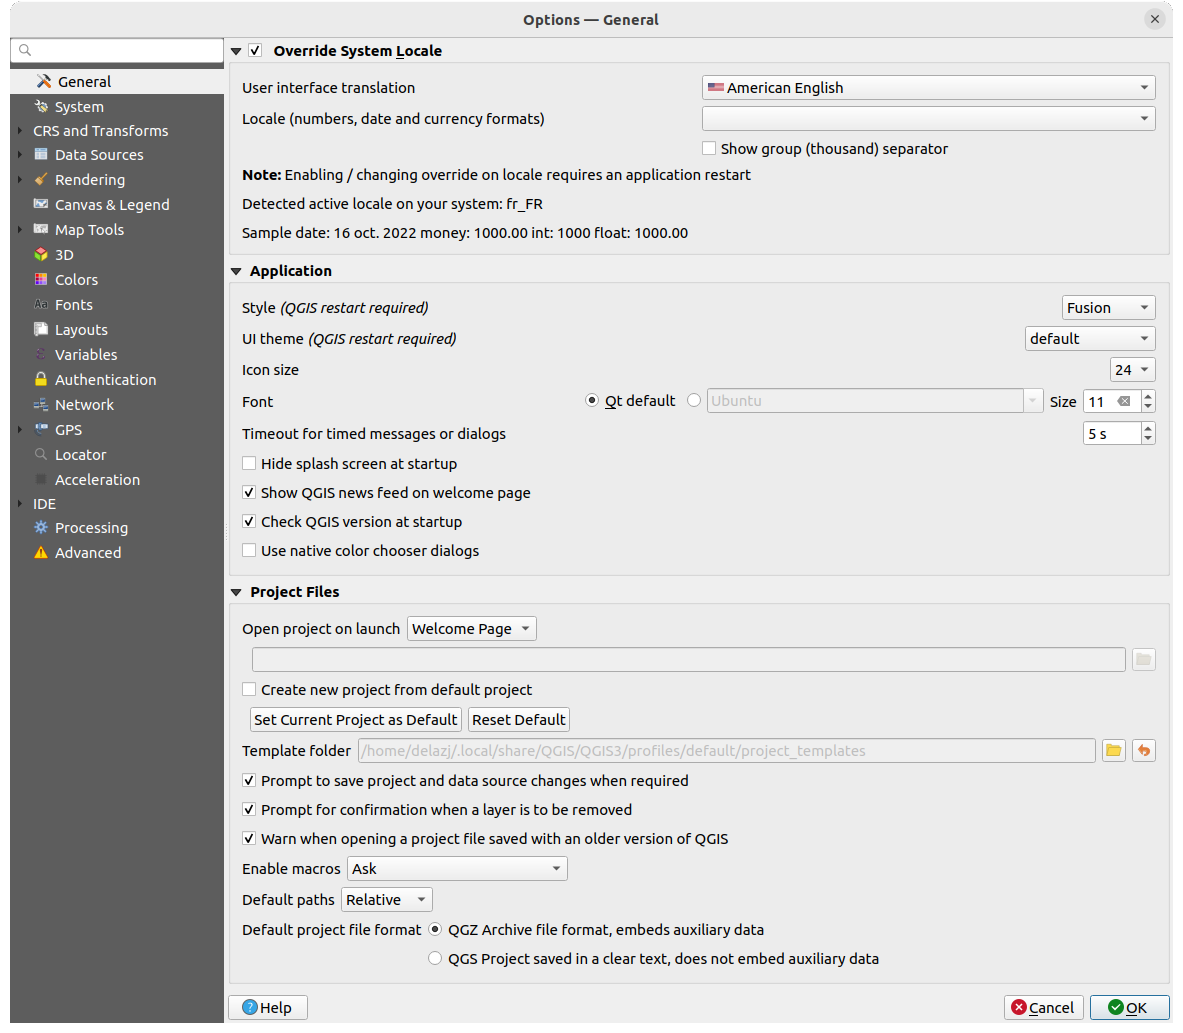 Options — General
General
System
CRS and Transforms
Data Sources
Rendering
Canvas & Legend
Map Tools
3D
Colors
Fonts
Layouts
Variables
Authentication
Network
GPS
Locator
Acceleration
IDE
Processing
Advanced
Override System Locale
User interface translation American English
Locale (numbers, date and currency formats)
Show group (thousand) separator
Note: Enabling / changing override on locale requires an application restart
Detected active locale on your system: fr_FR
Sample date: 16 oct. 2022 money: 1000.00 int: 1000 float: 1000.00
Application
Style (QGIS restart required) Fusion
UI theme (QGIS restart required) default
Icon size 24
Font Qt default Ubuntu Size 11
Timeout for timed messages or dialogs 5 s
Hide splash screen at startup
Show QGIS news feed on welcome page
Check QGIS version at startup
Use native color chooser dialogs
Project Files
Open project on launch Welcome Page
Create new project from default project
Set Current Project as Default Reset Default
Template folder /home/delazj/.local/share/QGIS/QGIS3/profiles/default/project_templates
Prompt to save project and data source changes when required
Prompt for confirmation when a layer is to be removed
Warn when opening a project file saved with an older version of QGIS
Enable macros Ask
Default paths Relative
Default project file format QGZ Archive file format, embeds auxiliary data
QGS Project saved in a clear text, does not embed auxiliary data
Help Cancel OK